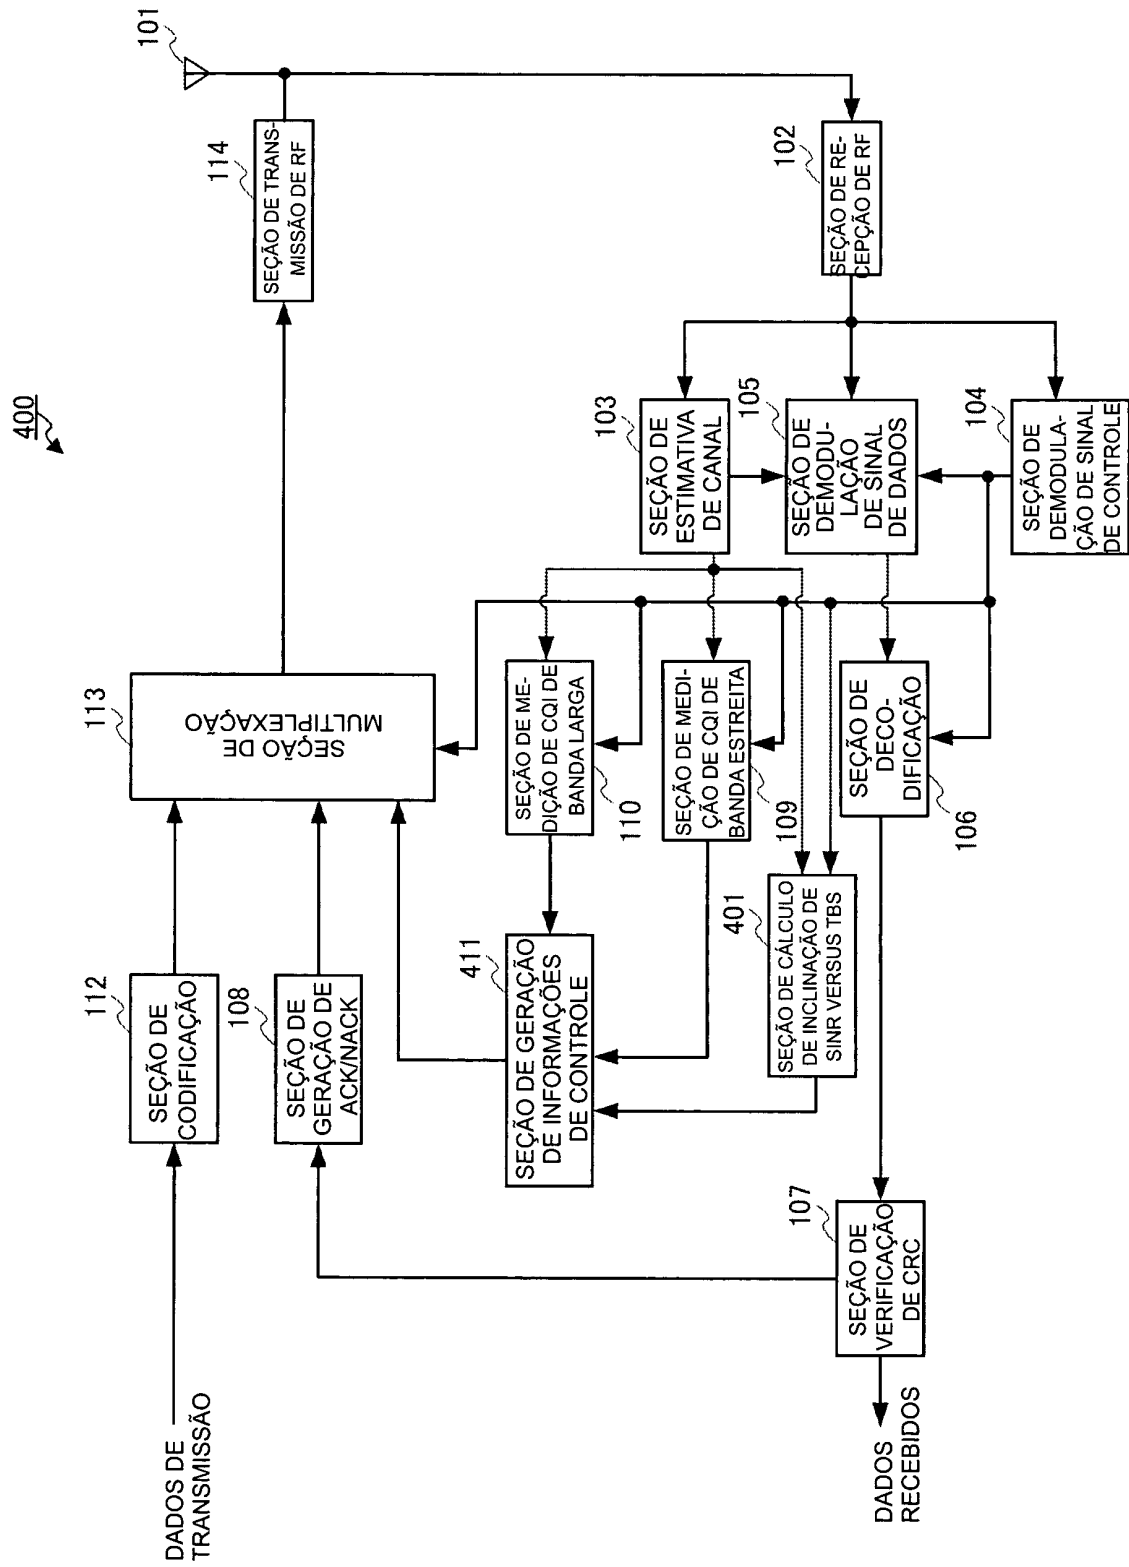 400
101
114
SEÇÃO DE TRANS-
MISSÃO DE RF
102
SEÇÃO DE RE-
CEPÇÃO DE RF
113
SEÇÃO DE
MULTIPLEXAÇÃO
103
SEÇÃO DE
ESTIMATIVA
DE CANAL
105
SEÇÃO DE
DEMODU-
LAÇÃO
DE SINAL
DE DADOS
104
SEÇÃO DE
DEMODULA-
ÇÃO DE SINAL
DE CONTROLE
SEÇÃO DE ME-
DIÇÃO DE CQI DE
BANDA LARGA
110
SEÇÃO DE MEDI-
ÇÃO DE CQI DE
BANDA ESTREITA
109
SEÇÃO DE
DECO-
DIFICAÇÃO
106
112
SEÇÃO DE
CODIFICAÇÃO
108
SEÇÃO DE
GERAÇÃO DE
ACK/NACK
411
SEÇÃO DE GERAÇÃO
DE INFORMAÇÕES
DE CONTROLE
401
SEÇÃO DE CÁLCULO
DE INCLINAÇÃO DE
SINR VERSUS TBS
107
SEÇÃO DE
VERIFICAÇÃO
DE CRC
DADOS DE
TRANSMISSÃO
DADOS
RECEBIDOS